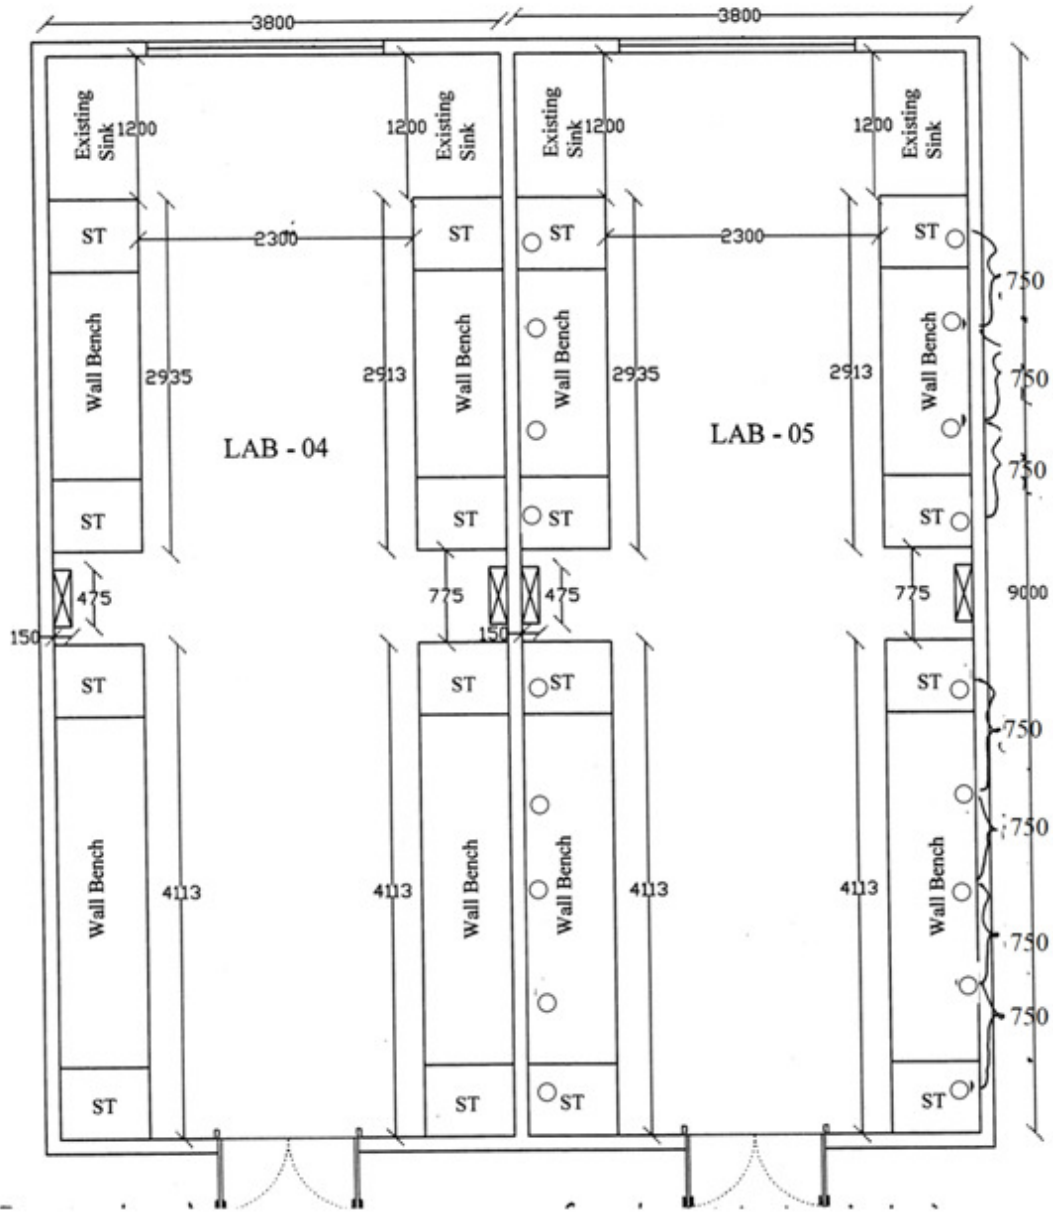 3800
3800
Existing
Sink
1200
1200
Existing
Sink
Existing
Sink
1200
1200
Existing
Sink
ST
2300
ST
ST
2300
ST
750
Wall Bench
2935
2913
Wall Bench
Wall Bench
2935
2913
Wall Bench
750
LAB - 04
LAB - 05
750
ST
ST
ST
ST
475
775
475
775
9000
150
150
ST
ST
ST
ST
750
750
Wall Bench
4113
4113
Wall Bench
Wall Bench
4113
4113
Wall Bench
750
750
ST
ST
ST
ST